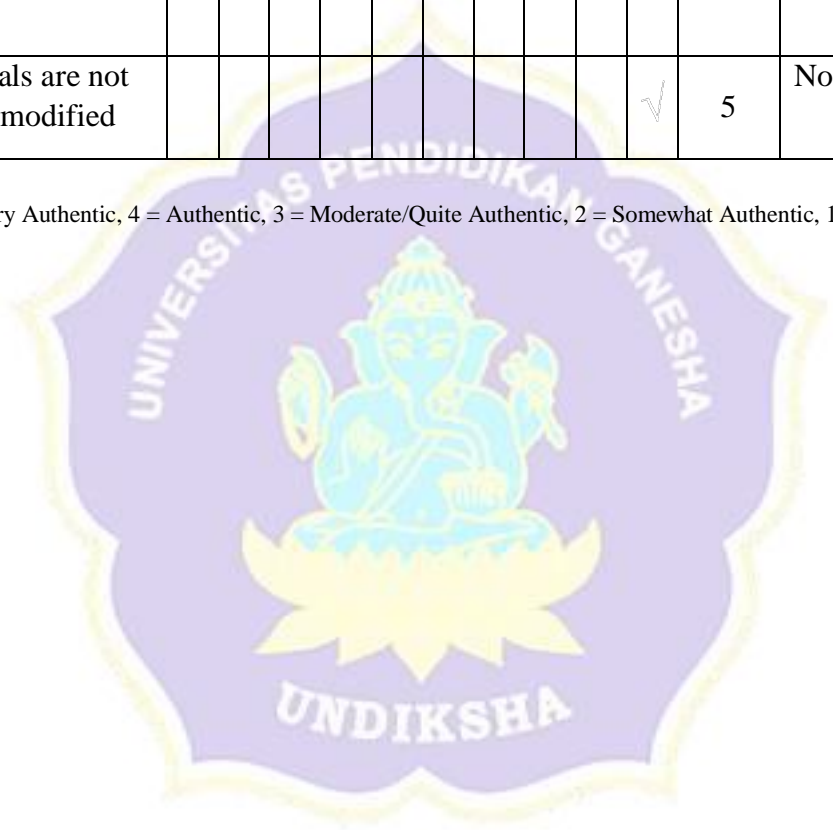 als are not
modified
√
5
No
ry Authentic, 4 = Authentic, 3 = Moderate/Quite Authentic, 2 = Somewhat Authentic, 1
UNIVERSITAS PENDIDIKAN GANESHA
UNDIKSHA